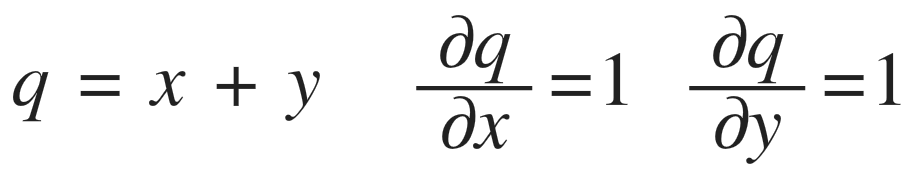 q = x + y  ∂q/∂x = 1  ∂q/∂y = 1